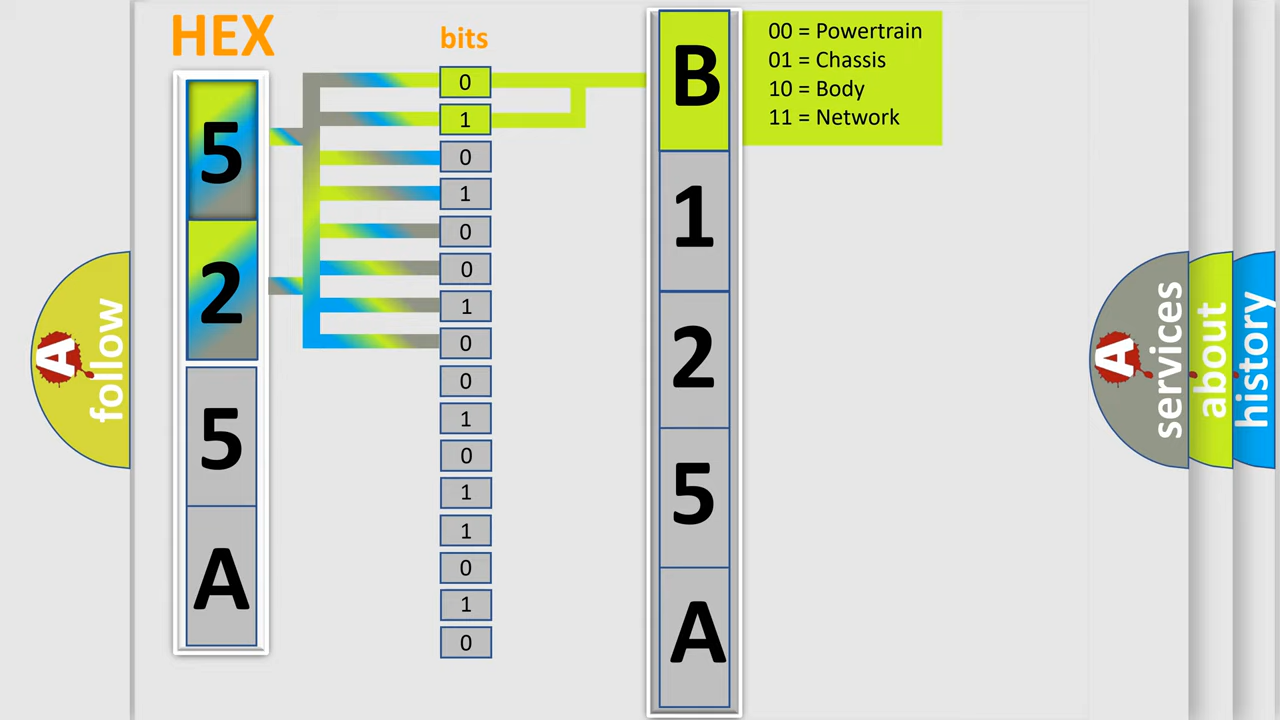 HEX
bits
5
2
5
A
0
1
0
1
0
0
1
0
0
1
0
1
1
0
1
0
B
1
2
5
A
00 = Powertrain
01 = Chassis
10 = Body
11 = Network
A
follow
A
services
about
history